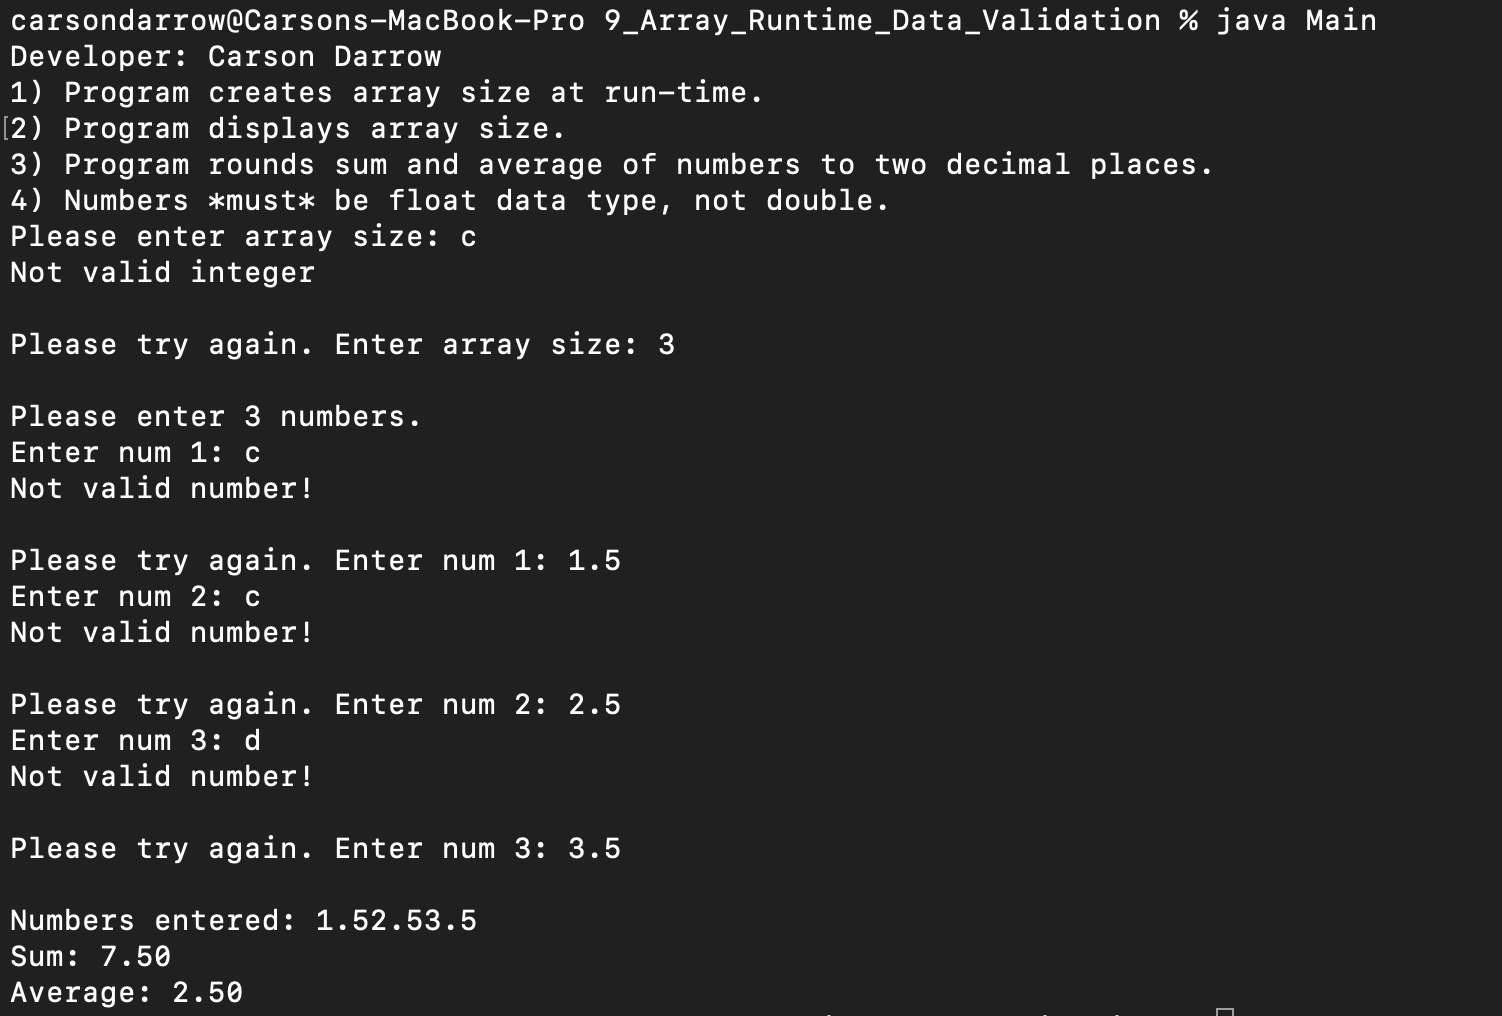 carsondarrow@Carsons-MacBook-Pro 9_Array_Runtime_Data_Validation % java Main
Developer: Carson Darrow
1) Program creates array size at run-time.
[2) Program displays array size.
3) Program rounds sum and average of numbers to two decimal places.
4) Numbers *must* be float data type, not double.
Please enter array size: c
Not valid integer
Please try again. Enter array size: 3
Please enter 3 numbers.
Enter num 1: c
Not valid number!
Please try again. Enter num 1: 1.5
Enter num 2: c
Not valid number!
Please try again. Enter num 2: 2.5
Enter num 3: d
Not valid number!
Please try again. Enter num 3: 3.5
Numbers entered: 1.52.53.5
Sum: 7.50
Average: 2.50